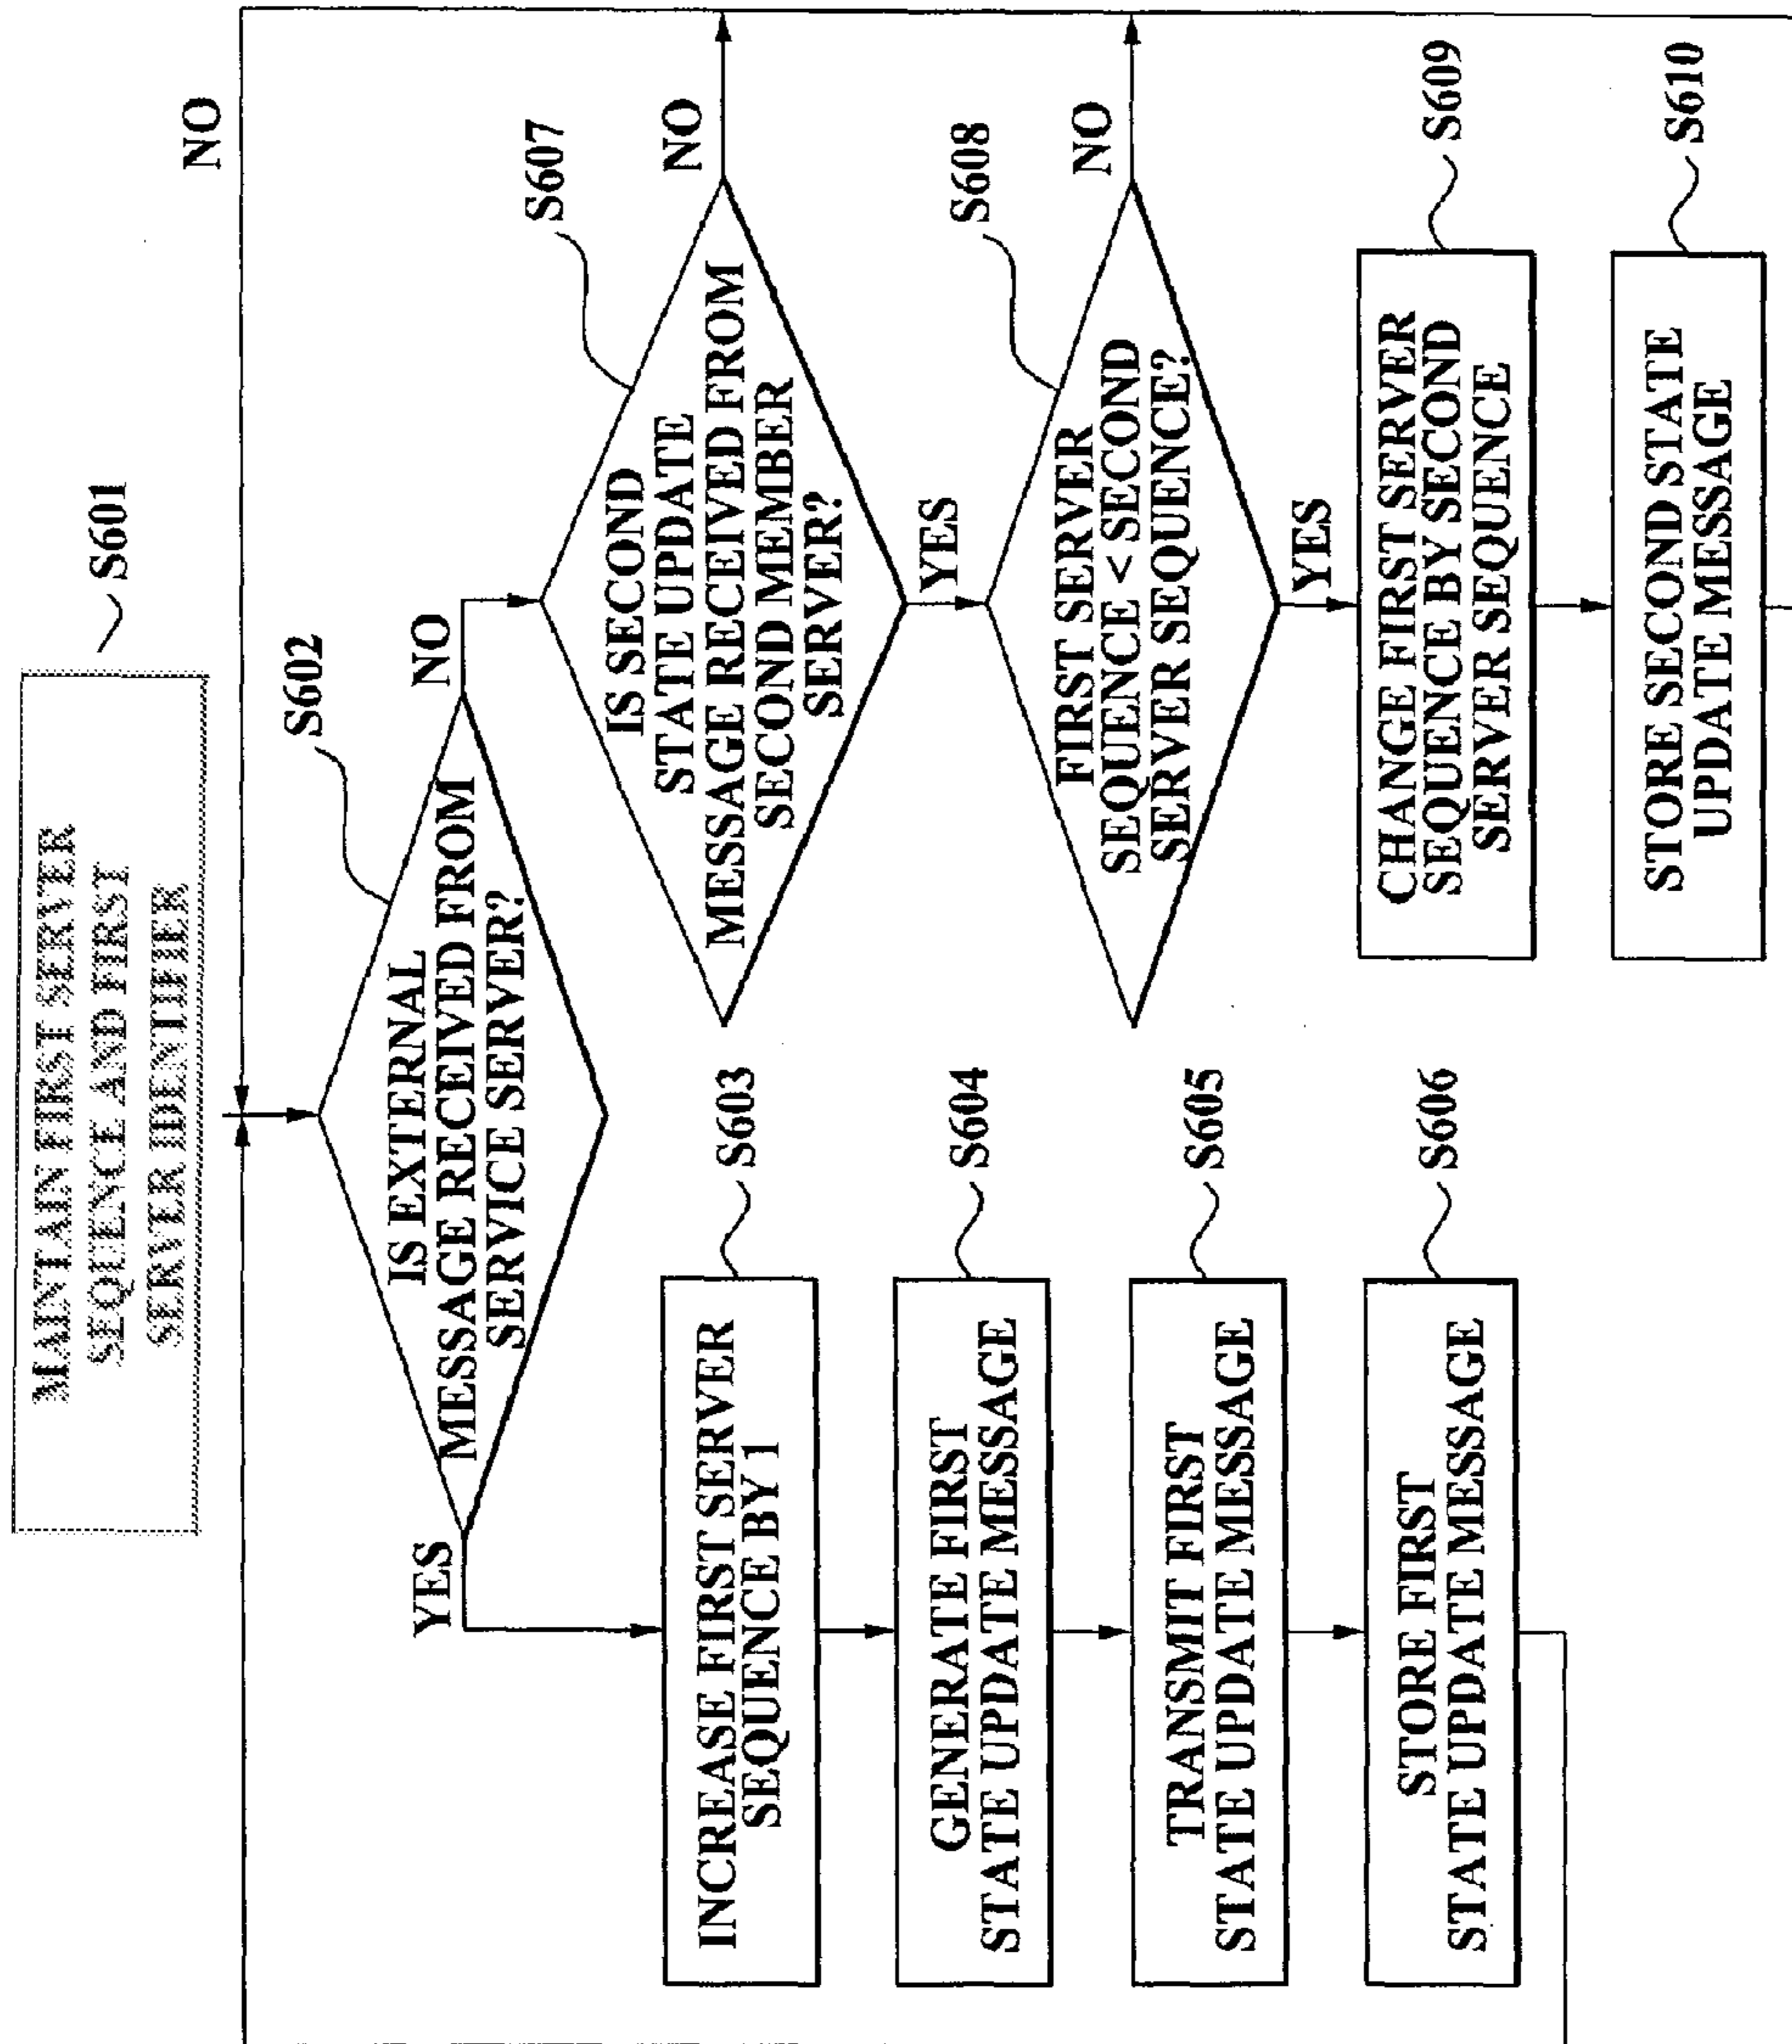 MAINTAIN FIRST SERVER
SEQUENCE AND FIRST
SERVER IDENTIFIER
S601
NO
IS EXTERNAL
MESSAGE RECEIVED FROM
SERVICE SERVER?
S602
YES
NO
INCREASE FIRST SERVER
SEQUENCE BY 1
S603
GENERATE FIRST
STATE UPDATE MESSAGE
S604
TRANSMIT FIRST
STATE UPDATE MESSAGE
S605
STORE FIRST
STATE UPDATE MESSAGE
S606
IS SECOND
STATE UPDATE
MESSAGE RECEIVED FROM
SECOND MEMBER
SERVER?
S607
NO
YES
FIRST SERVER
SEQUENCE < SECOND
SERVER SEQUENCE?
S608
NO
YES
CHANGE FIRST SERVER
SEQUENCE BY SECOND
SERVER SEQUENCE
S609
STORE SECOND STATE
UPDATE MESSAGE
S610